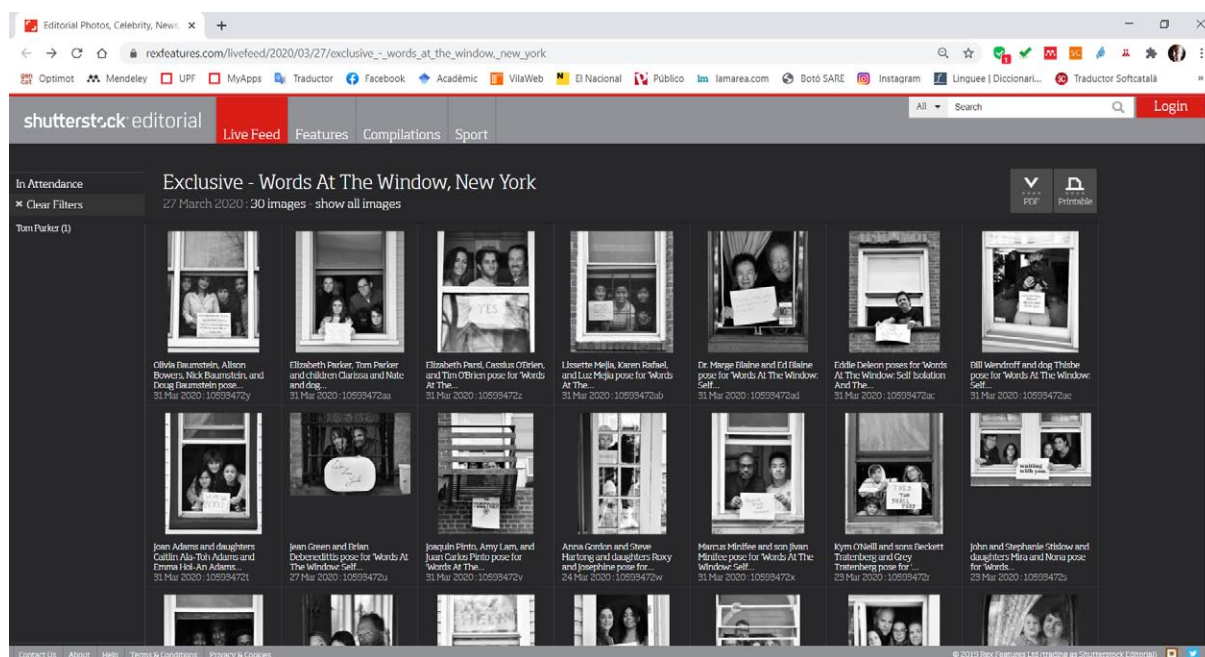 Editorial Photos, Celebrity, News,
rexfeatures.com/livefeed/2020/03/27/exclusive_-_words_at_the_window,_new_york
Optimot Mendeley UPF MyApps Traductor Facebook Acadèmic VilaWeb El Nacional Público lm lamarea.com Botó SARE Instagram Linguee | Diccionari... Traductor Softcatalà »
shutterstock editorial
Live Feed Features Compilations Sport
All Search Login
In Attendance
× Clear Filters
Tom Parker (1)
Exclusive - Words At The Window, New York
27 March 2020 : 30 images - show all images
PDF Printable
Olivia Baumstein, Alison
Bowers, Nick Baumstein, and
Doug Baumstein pose...
31 Mar 2020 : 10593472y
Elizabeth Parker, Tom Parker
and children Clarissa and Nate
and dog...
31 Mar 2020 : 10593472aa
Elizabeth Parsi, Cassius O'Brien,
and Tim O'Brien pose for 'Words
At The...
31 Mar 2020 : 10593472z
Lissette Mejia, Karen Rafael,
and Luz Mejia pose for 'Words
At The...
31 Mar 2020 : 10593472ab
Dr. Marge Blaine and Ed Blaine
pose for 'Words At The Window:
Self...
31 Mar 2020 : 10593472ad
Eddie Deleon poses for 'Words
At The Window: Self Isolation
And The...
31 Mar 2020 : 10593472ac
Bill Wendroff and dog Thisbe
pose for 'Words At The Window:
Self...
31 Mar 2020 : 10593472ae
YES
Joan Adams and daughters
Caitlin Ala-Toh Adams and
Emma Hoi-An Adams...
31 Mar 2020 : 10593472t
Jean Green and Brian
Debenedittis pose for 'Words At
The Window: Self...
27 Mar 2020 : 10593472u
Joaquin Pinto, Amy Lam, and
Juan Carlos Pinto pose for
'Words At The...
31 Mar 2020 : 10593472v
Anna Gordon and Steve
Hartong and daughters Roxy
and Josephine pose for...
24 Mar 2020 : 10593472w
Marcus Minifee and son Jivan
Minifee pose for 'Words At The
Window: Self...
31 Mar 2020 : 10593472x
Kym O'Neill and sons Beckett
Tratenberg and Grey
Tratenberg pose for '...
23 Mar 2020 : 10593472r
John and Stephanie Stislow and
daughters Mira and Nona pose
for 'Words...
23 Mar 2020 : 10593472s
TOGETHER
THIS
TOO
SHALL
PASS
waiting
with you.
Contact Us About Help Terms & Conditions Privacy & Cookies
© 2019 Rex Features Ltd (trading as Shutterstock Editorial)